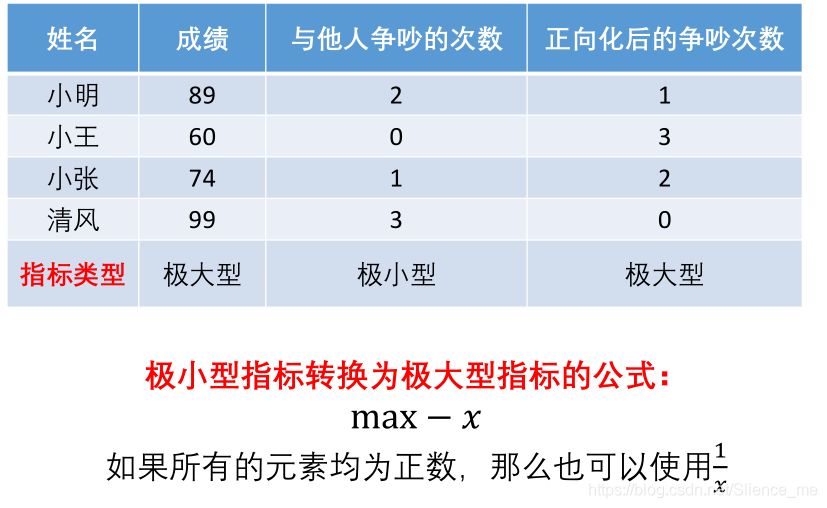 姓名 成绩 与他人争吵的次数 正向化后的争吵次数
小明 89 2 1
小王 60 0 3
小张 74 1 2
清风 99 3 0
指标类型 极大型 极小型 极大型
极小型指标转换为极大型指标的公式：
max − x
如果所有的元素均为正数，那么也可以使用1/x
https://blog.csdn.net/Slience_me